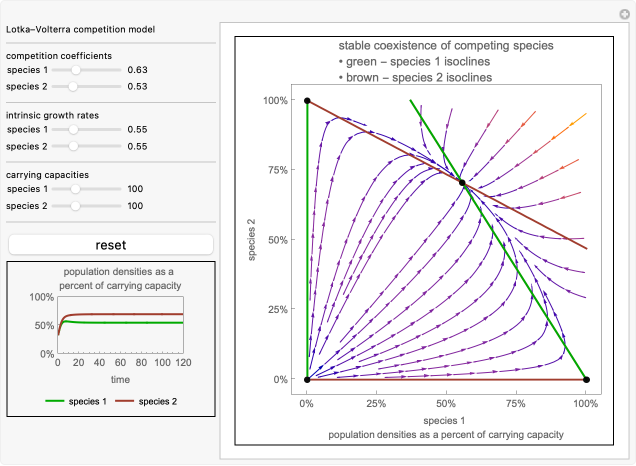 Lotka–Volterra competition model
competition coefficients
species 1 0.63
species 2 0.53
intrinsic growth rates
species 1 0.55
species 2 0.55
carrying capacities
species 1 100
species 2 100
reset
population densities as a
percent of carrying capacity
100%
50%
0%
0 20 40 60 80 100 120
time
species 1 species 2
stable coexistence of competing species
• green – species 1 isoclines
• brown – species 2 isoclines
100%
75%
50%
25%
0%
species 2
0% 25% 50% 75% 100%
species 1
population densities as a percent of carrying capacity